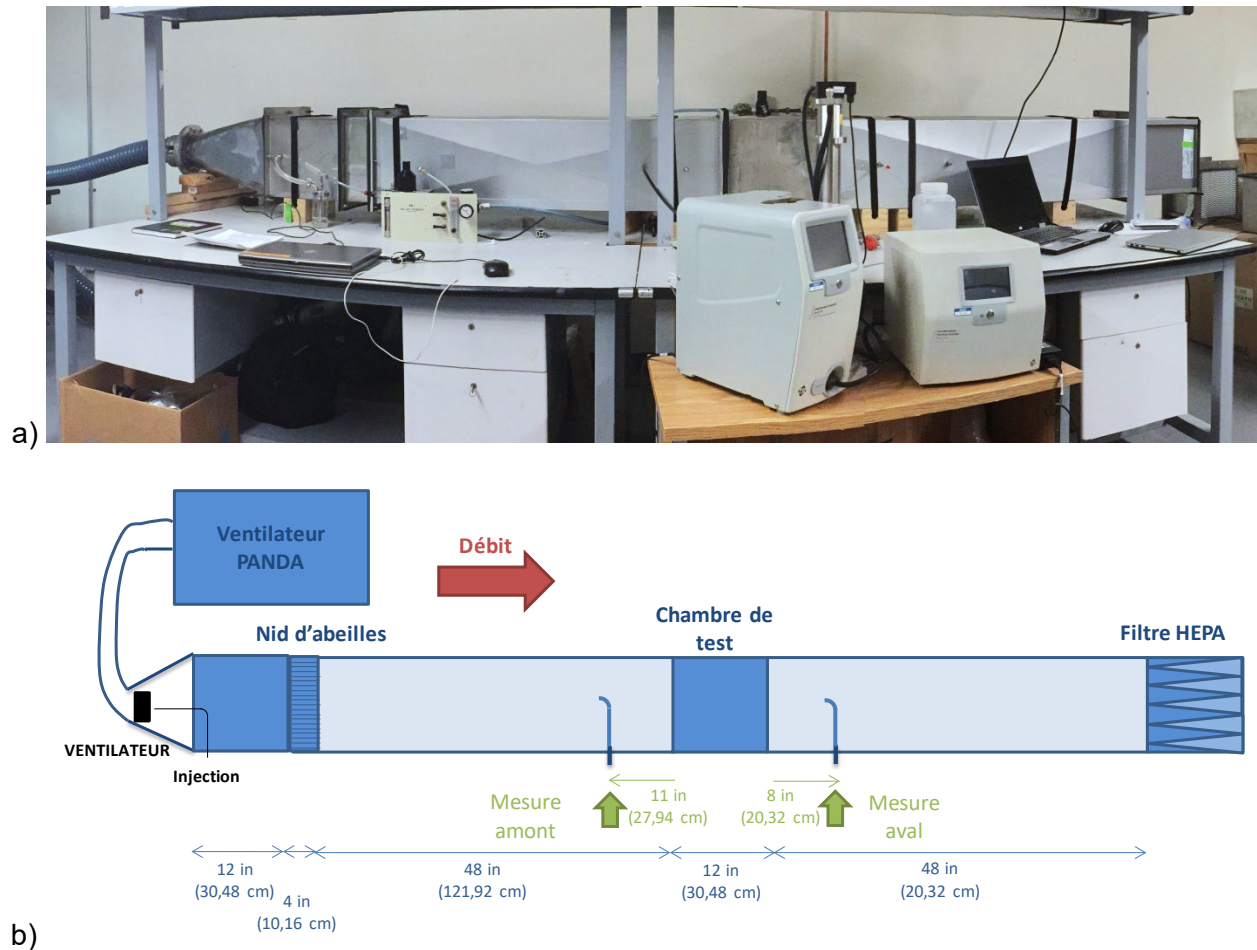 a)
Ventilateur
PANDA
Débit
Nid d'abeilles
Chambre de
test
Filtre HEPA
VENTILATEUR
Injection
Mesure
amont
11 in
(27,94 cm)
8 in
(20,32 cm)
Mesure
aval
12 in
(30,48 cm)
4 in
(10,16 cm)
48 in
(121,92 cm)
12 in
(30,48 cm)
48 in
(20,32 cm)
b)